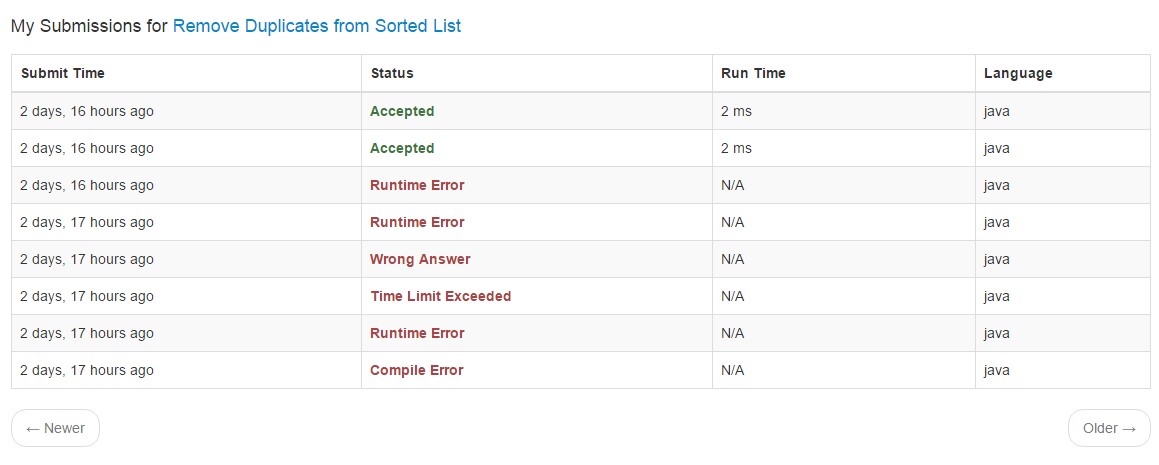 My Submissions for Remove Duplicates from Sorted List
Submit Time Status Run Time Language
2 days, 16 hours ago Accepted 2 ms java
2 days, 16 hours ago Accepted 2 ms java
2 days, 16 hours ago Runtime Error N/A java
2 days, 17 hours ago Runtime Error N/A java
2 days, 17 hours ago Wrong Answer N/A java
2 days, 17 hours ago Time Limit Exceeded N/A java
2 days, 17 hours ago Runtime Error N/A java
2 days, 17 hours ago Compile Error N/A java
← Newer Older →